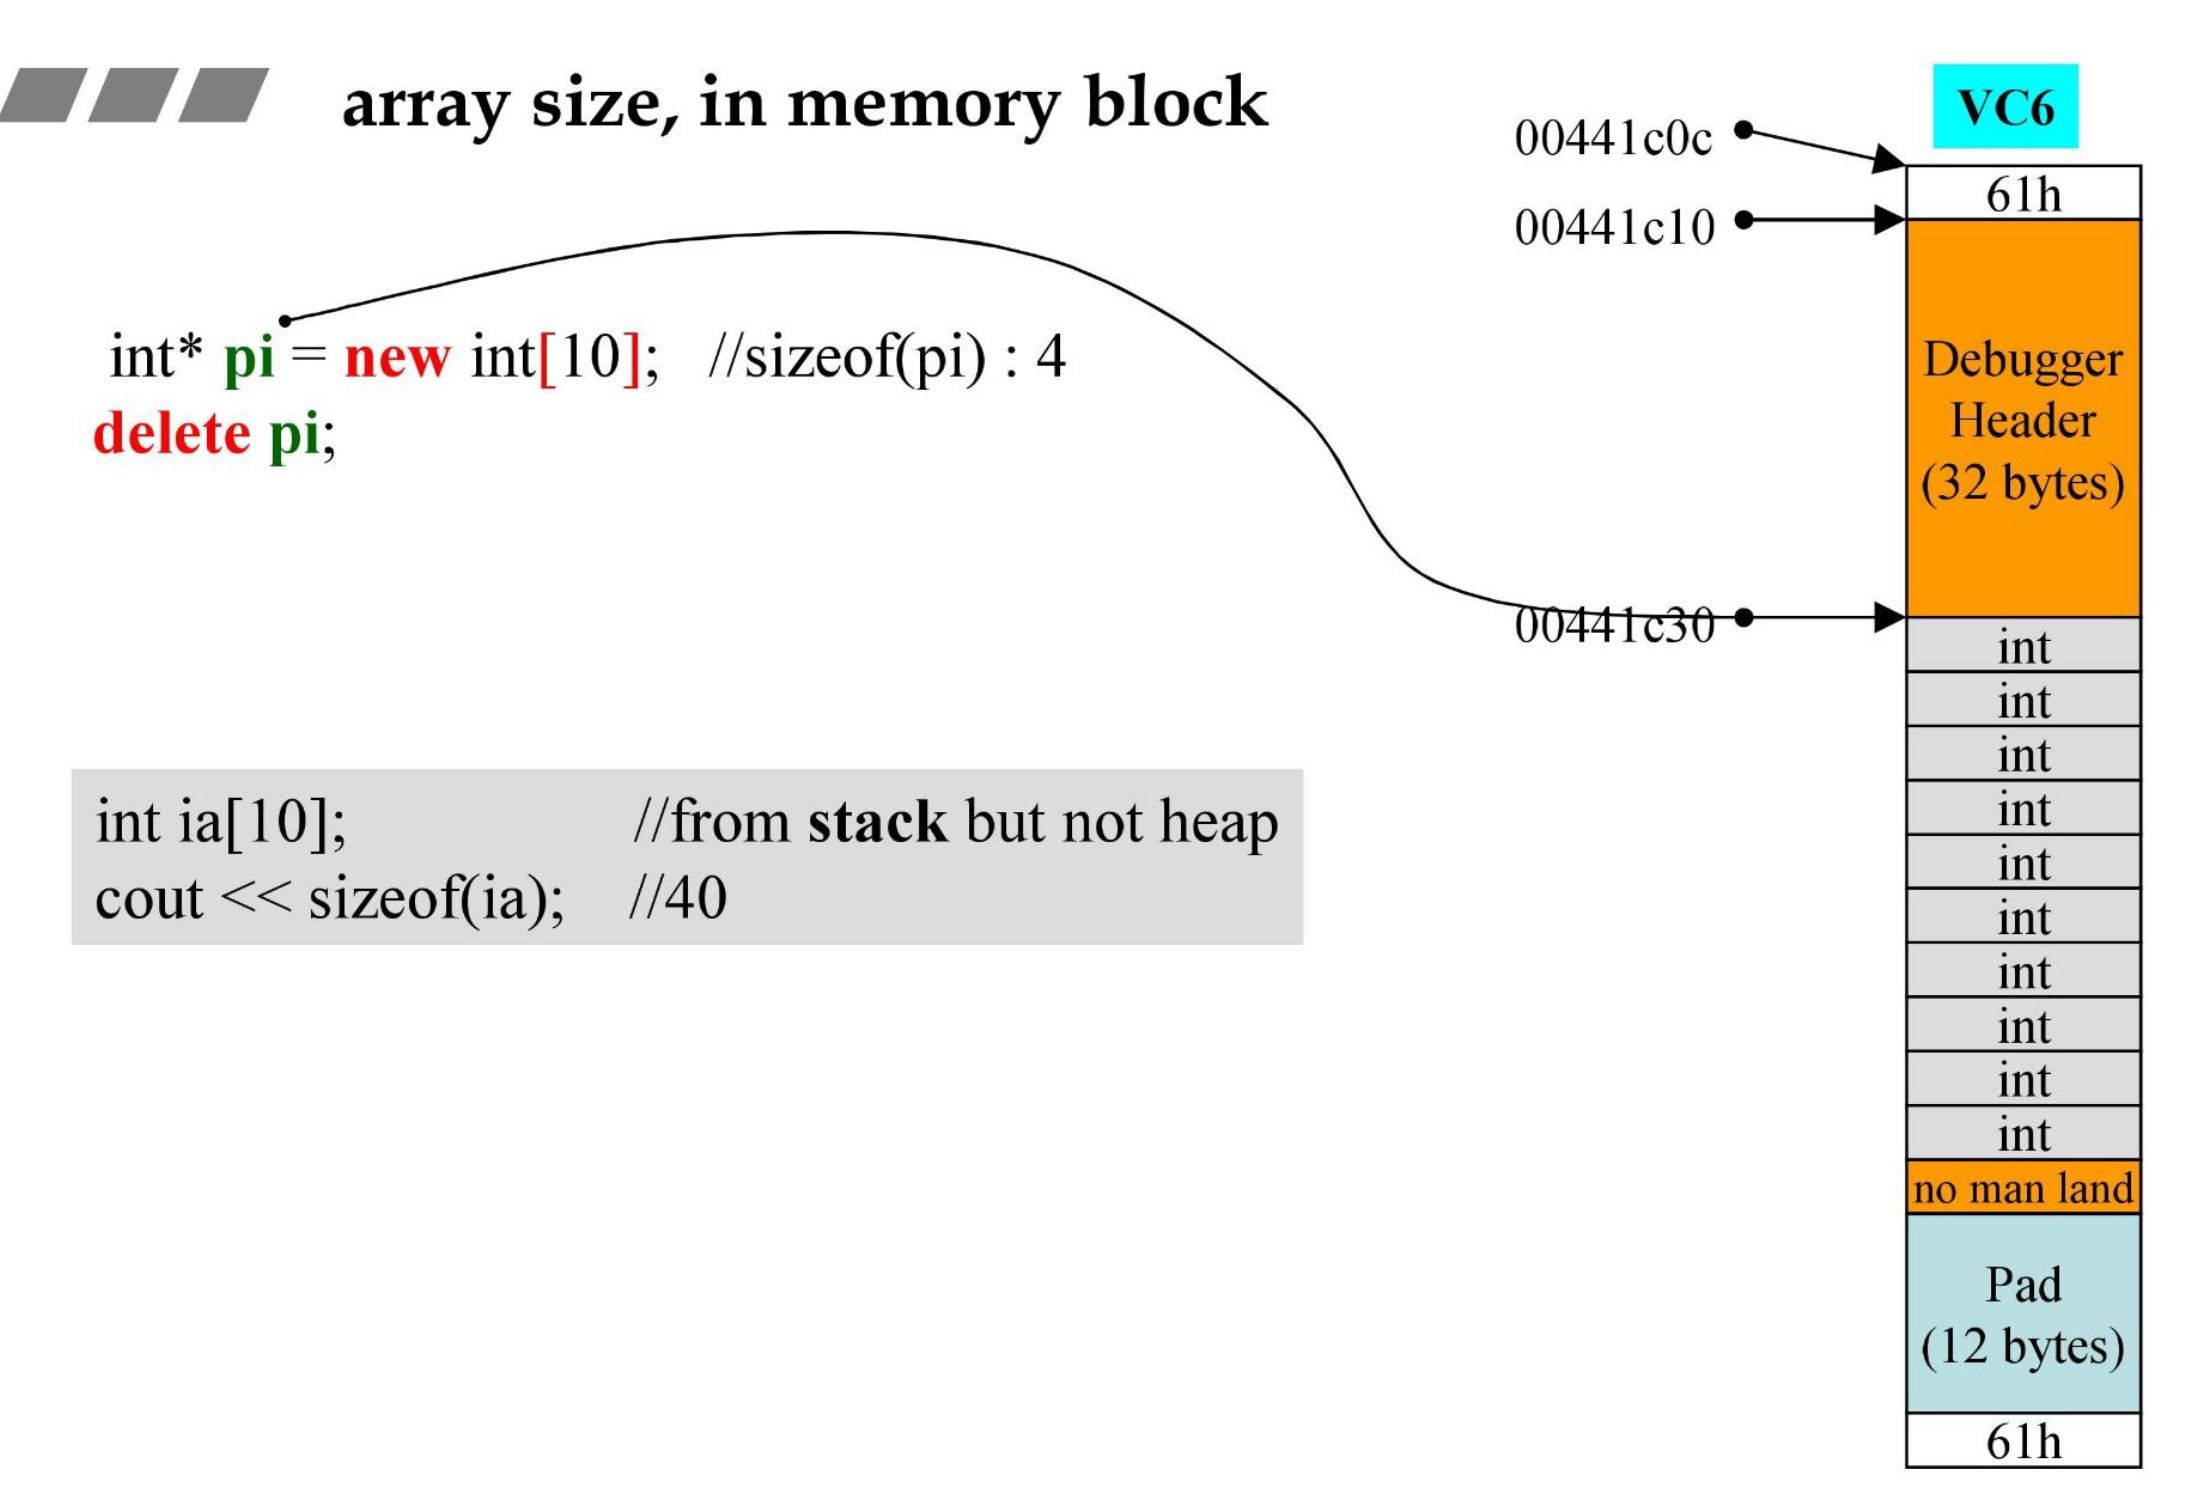 array size, in memory block
int* pi = new int[10]; //sizeof(pi) : 4
delete pi;
int ia[10]; //from stack but not heap
cout << sizeof(ia); //40
VC6
00441c0c
61h
00441c10
Debugger
Header
(32 bytes)
00441c30
int
int
int
int
int
int
int
int
int
int
no man land
Pad
(12 bytes)
61h